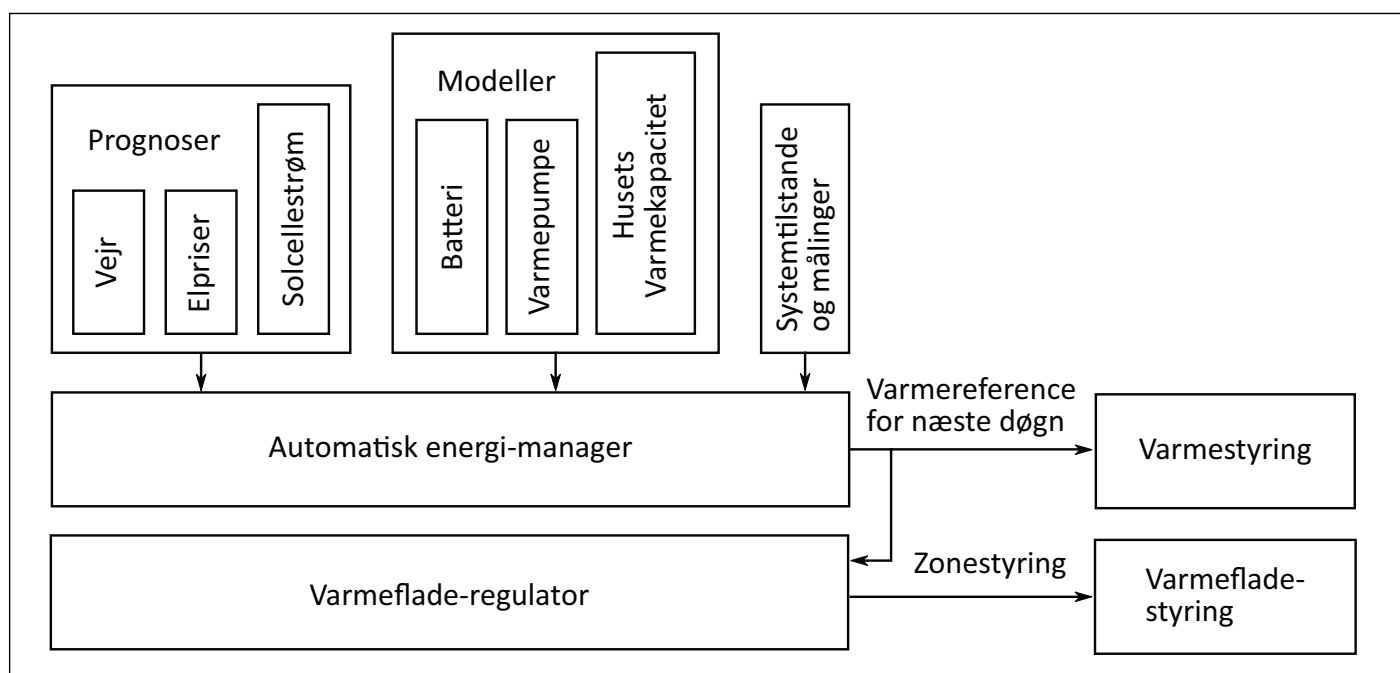 Prognoser
Vejr
Elpriser
Solcellestrøm
Modeller
Batteri
Varmepumpe
Husets
Varmekapacitet
Systemtilstande
og målinger
Automatisk energi-manager
Varmereference
for næste døgn
Varmestyring
Varmeflade-regulator
Zonestyring
Varmeflade-
styring